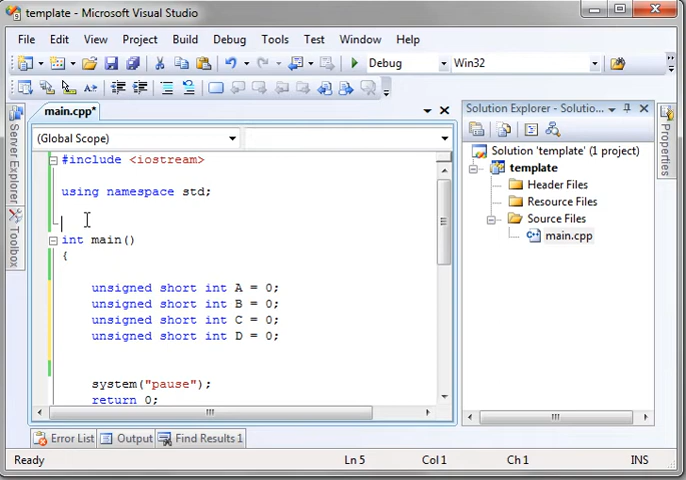 template - Microsoft Visual Studio
File Edit View Project Build Debug Tools Test Window Help
Debug Win32
main.cpp*
(Global Scope)
#include <iostream>
using namespace std;
int main()
{
unsigned short int A = 0;
unsigned short int B = 0;
unsigned short int C = 0;
unsigned short int D = 0;
system("pause");
return 0;
Server Explorer
Toolbox
Solution Explorer - Solutio...
Solution 'template' (1 project)
template
Header Files
Resource Files
Source Files
main.cpp
Properties
Error List Output Find Results 1
Ready Ln 5 Col 1 Ch 1 INS